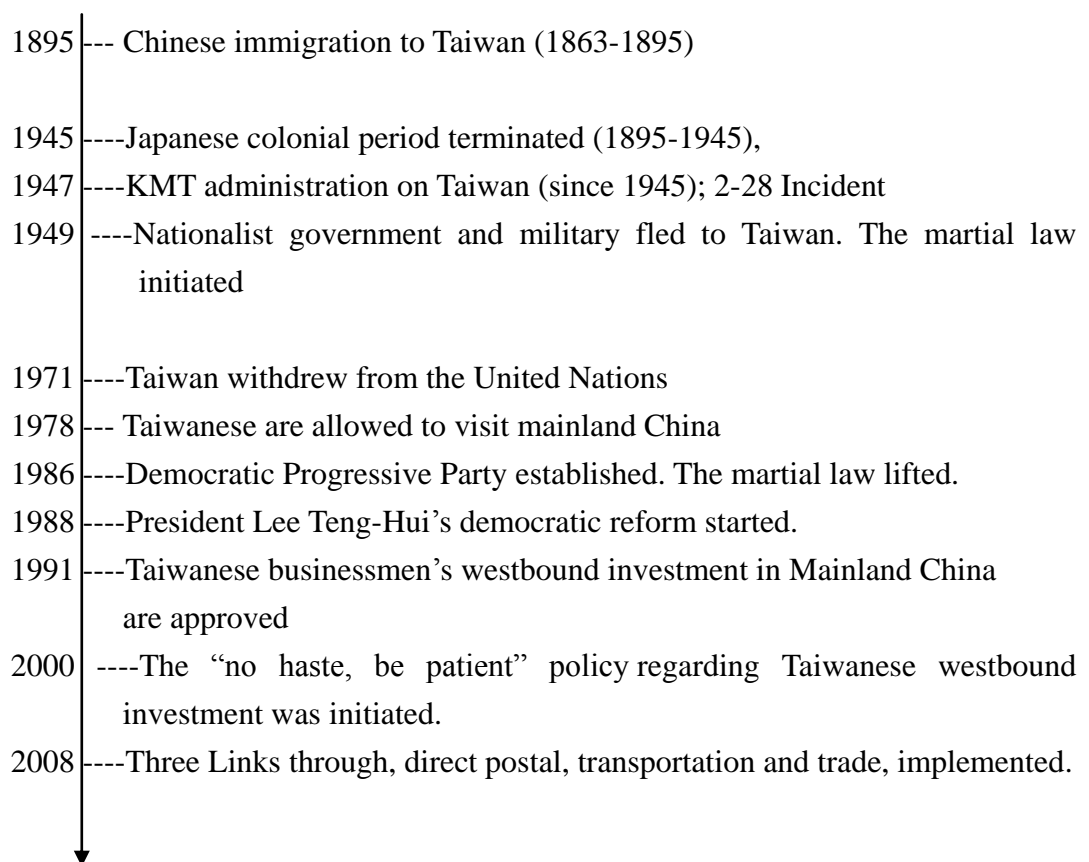 1895 --- Chinese immigration to Taiwan (1863-1895)
1945 ----Japanese colonial period terminated (1895-1945),
1947 ----KMT administration on Taiwan (since 1945); 2-28 Incident
1949 ----Nationalist government and military fled to Taiwan. The martial law
initiated
1971 ----Taiwan withdrew from the United Nations
1978 --- Taiwanese are allowed to visit mainland China
1986 ----Democratic Progressive Party established. The martial law lifted.
1988 ----President Lee Teng-Hui’s democratic reform started.
1991 ----Taiwanese businessmen’s westbound investment in Mainland China
are approved
2000 ----The “no haste, be patient” policy regarding Taiwanese westbound
investment was initiated.
2008 ----Three Links through, direct postal, transportation and trade, implemented.